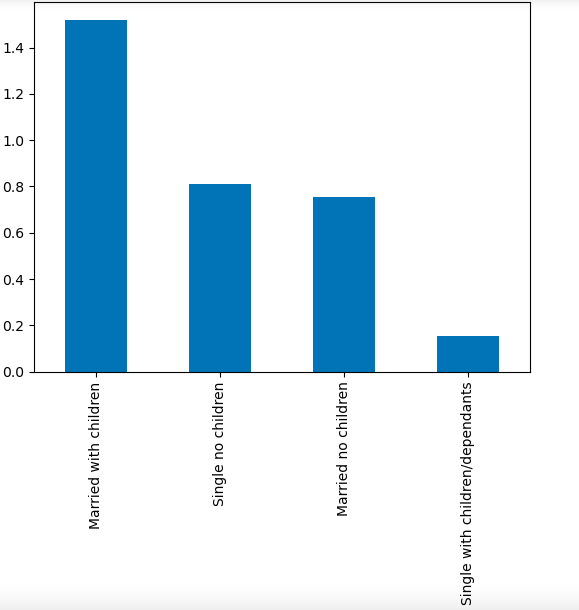 1.4
1.2
1.0
0.8
0.6
0.4
0.2
0.0
Married with children
Single no children
Married no children
Single with children/dependants